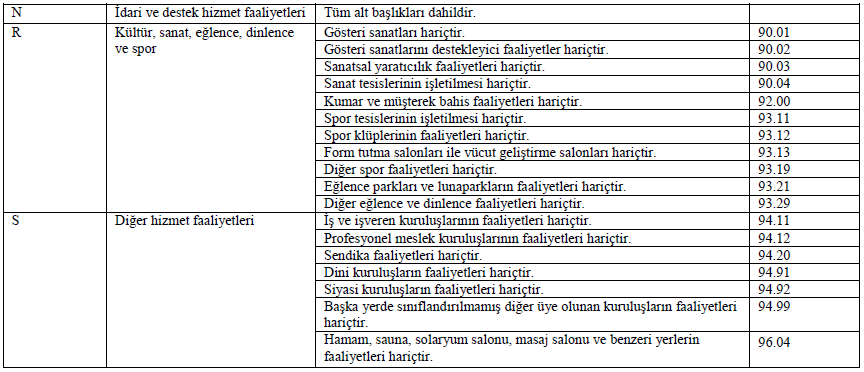 N İdari ve destek hizmet faaliyetleri Tüm alt başlıkları dahildir.
R Kültür, sanat, eğlence, dinlence Gösteri sanatları hariçtir. 90.01
ve spor Gösteri sanatlarını destekleyici faaliyetler hariçtir. 90.02
Sanatsal yaratıcılık faaliyetleri hariçtir. 90.03
Sanat tesislerinin işletilmesi hariçtir. 90.04
Kumar ve müşterek bahis faaliyetleri hariçtir. 92.00
Spor tesislerinin işletilmesi hariçtir. 93.11
Spor klüplerinin faaliyetleri hariçtir. 93.12
Form tutma salonları ile vücut geliştirme salonları hariçtir. 93.13
Diğer spor faaliyetleri hariçtir. 93.19
Eğlence parkları ve lunaparkların faaliyetleri hariçtir. 93.21
Diğer eğlence ve dinlence faaliyetleri hariçtir. 93.29
S Diğer hizmet faaliyetleri İş ve işveren kuruluşlarının faaliyetleri hariçtir. 94.11
Profesyonel meslek kuruluşlarının faaliyetleri hariçtir. 94.12
Sendika faaliyetleri hariçtir. 94.20
Dini kuruluşların faaliyetleri hariçtir. 94.91
Siyasi kuruluşların faaliyetleri hariçtir. 94.92
Başka yerde sınıflandırılmamış diğer üye olunan kuruluşların faaliyetleri 94.99
hariçtir.
Hamam, sauna, solaryum salonu, masaj salonu ve benzeri yerlerin 96.04
faaliyetleri hariçtir.